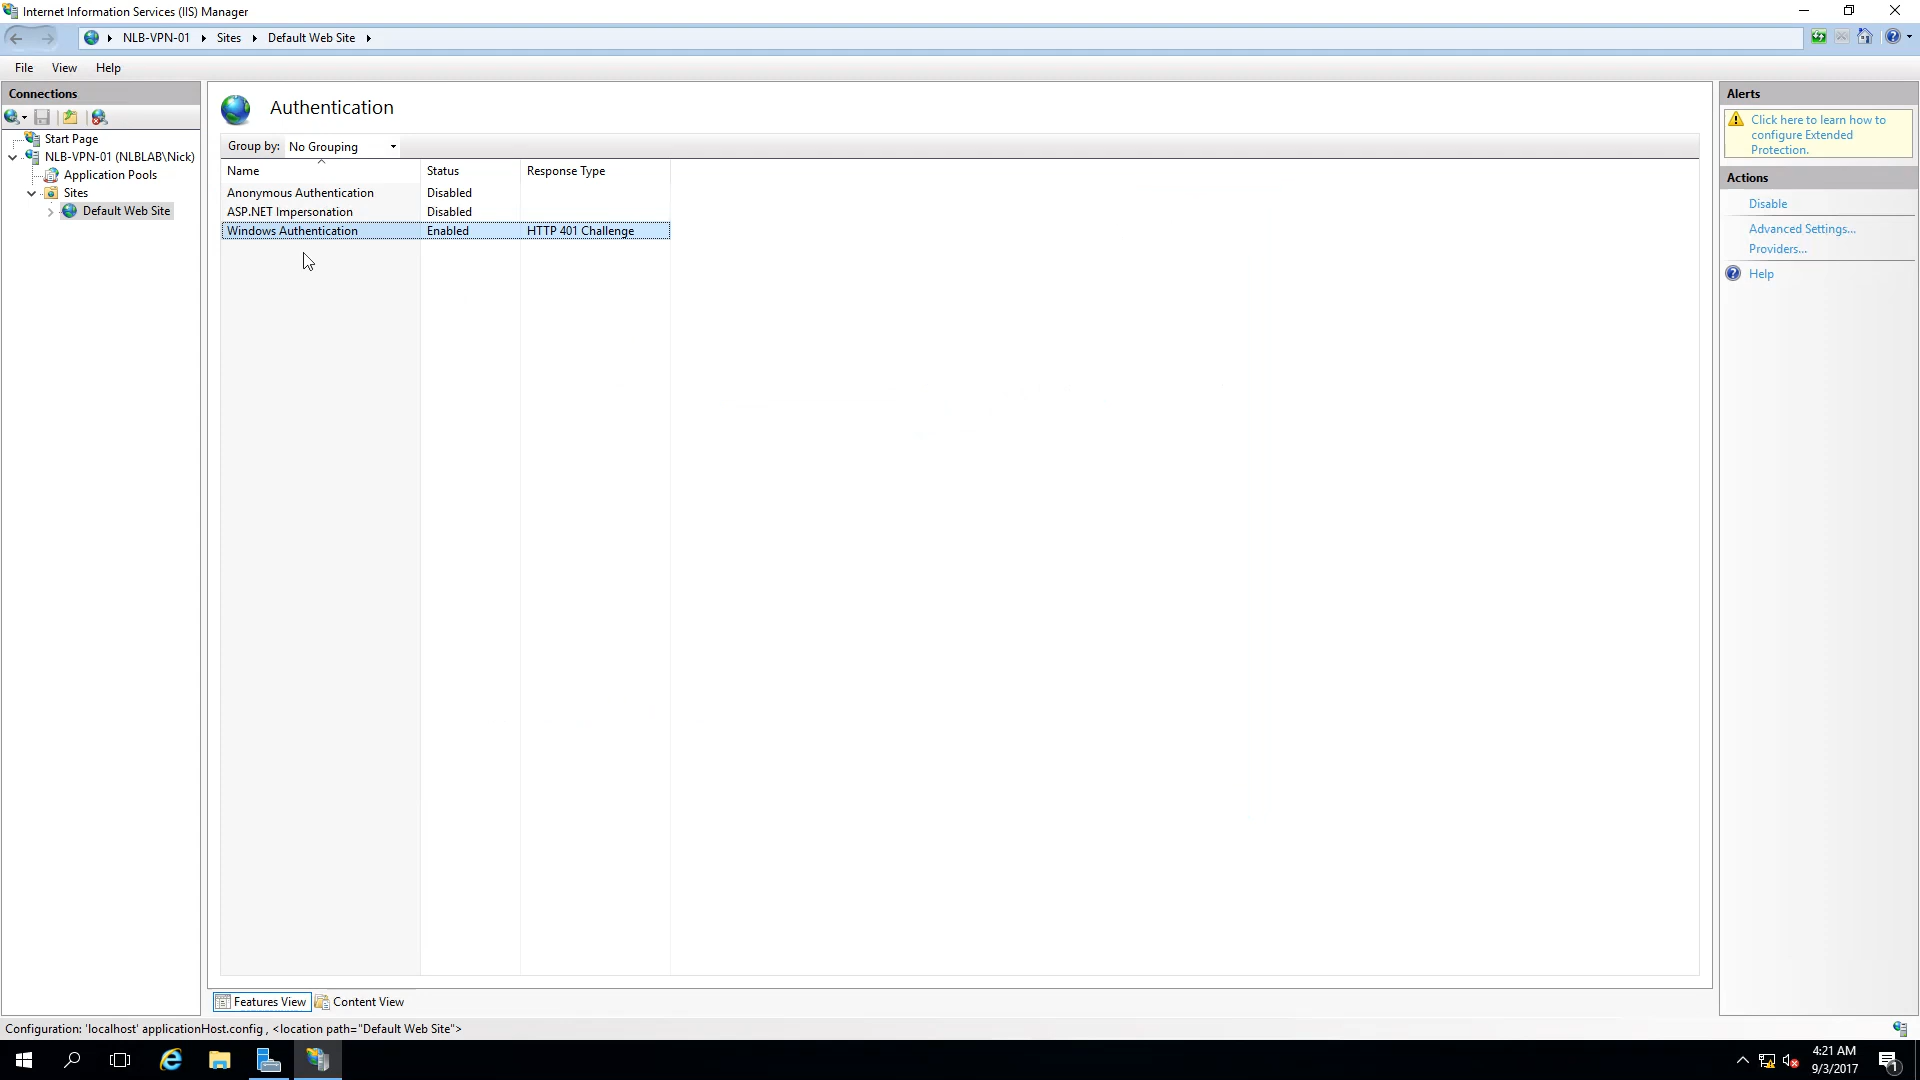 Internet Information Services (IIS) Manager
NLB-VPN-01 Sites Default Web Site
File View Help
Connections
Start Page
NLB-VPN-01 (NLBLAB\Nick)
Application Pools
Sites
Default Web Site
Authentication
Group by: No Grouping
Name Status Response Type
Anonymous Authentication Disabled
ASP.NET Impersonation Disabled
Windows Authentication Enabled HTTP 401 Challenge
Features View Content View
Alerts
Click here to learn how to
configure Extended
Protection.
Actions
Disable
Advanced Settings...
Providers...
Help
Configuration: 'localhost' applicationHost.config , <location path="Default Web Site">
4:21 AM
9/3/2017
1